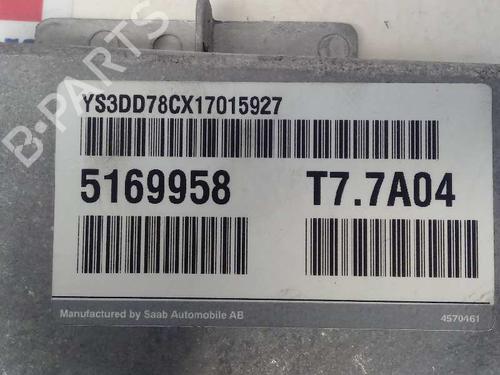 YS3DD78CX17015927
5169958 T7.7A04
Manufactured by Saab Automobile AB 4570461
B-PARTS